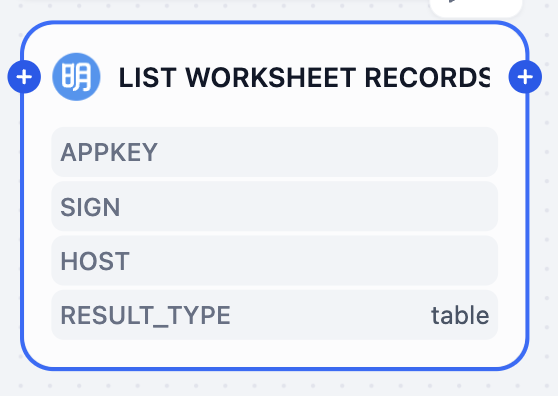 明 LIST WORKSHEET RECORDS
APPKEY
SIGN
HOST
RESULT_TYPE table